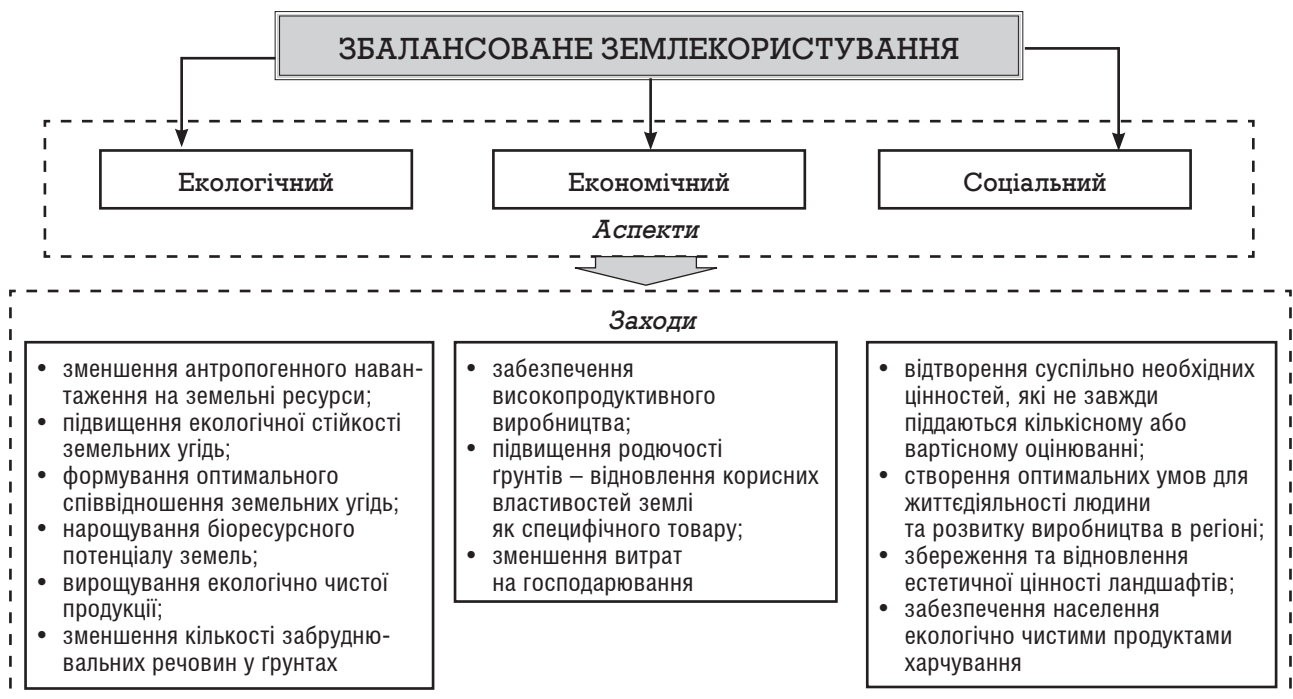 ЗБАЛАНСОВАНЕ ЗЕМЛЕКОРИСТУВАННЯ
Екологічний
Економічний
Соціальний
Аспекти
Заходи
• зменшення антропогенного наван-
таження на земельні ресурси;
• підвищення екологічної стійкості
земельних угідь;
• формування оптимального
співвідношення земельних угідь;
• нарощування біоресурсного
потенціалу земель;
• вирощування екологічно чистої
продукції;
• зменшення кількості забрудню-
вальних речовин у ґрунтах
• забезпечення
високопродуктивного
виробництва;
• підвищення родючості
ґрунтів – відновлення корисних
властивостей землі
як специфічного товару;
• зменшення витрат
на господарювання
• відтворення суспільно необхідних
цінностей, які не завжди
піддаються кількісному або
вартісному оцінюванні;
• створення оптимальних умов для
життєдіяльності людини
та розвитку виробництва в регіоні;
• збереження та відновлення
естетичної цінності ландшафтів;
• забезпечення населення
екологічно чистими продуктами
харчування